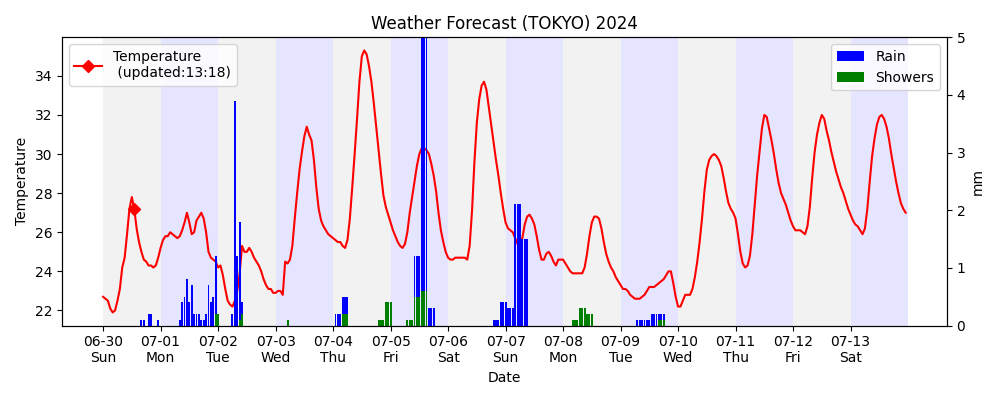 Weather Forecast (TOKYO) 2024
Temperature
(updated:13:18)
Rain
Showers
Temperature
34
32
30
28
26
24
22
5
4
3
2
1
0
mm
06-30 07-01 07-02 07-03 07-04 07-05 07-06 07-07 07-08 07-09 07-10 07-11 07-12 07-13
Sun Mon Tue Wed Thu Fri Sat Sun Mon Tue Wed Thu Fri Sat
Date